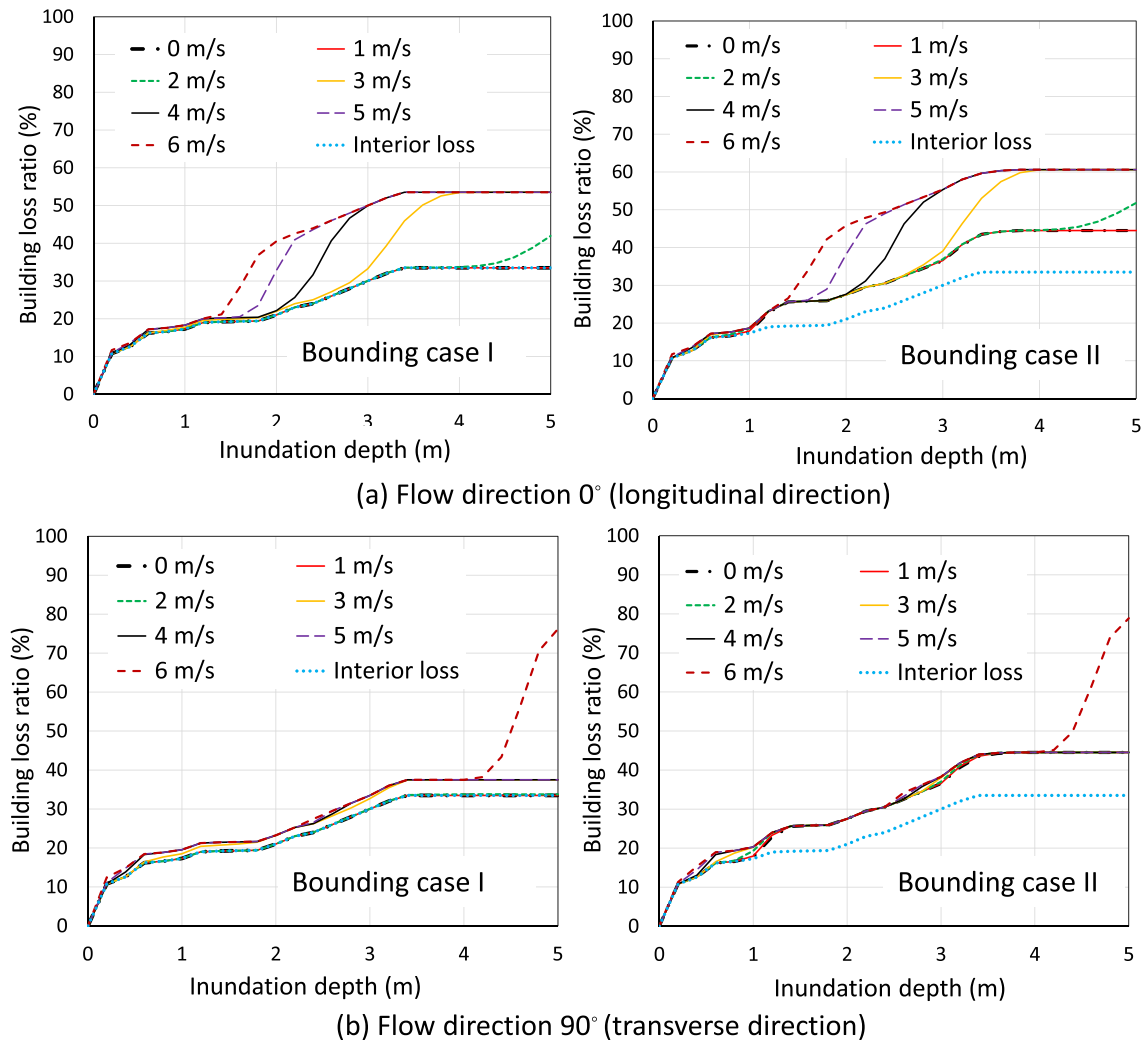 Building loss ratio (%)
100
90
80
70
60
50
40
30
20
10
0
0 m/s
1 m/s
2 m/s
3 m/s
4 m/s
5 m/s
6 m/s
Interior loss
Bounding case I
0 1 2 3 4 5
Inundation depth (m)
Building loss ratio (%)
100
90
80
70
60
50
40
30
20
10
0
0 m/s
1 m/s
2 m/s
3 m/s
4 m/s
5 m/s
6 m/s
Interior loss
Bounding case II
0 1 2 3 4 5
Inundation depth (m)
(a) Flow direction 0° (longitudinal direction)
Building loss ratio (%)
100
90
80
70
60
50
40
30
20
10
0
0 m/s
1 m/s
2 m/s
3 m/s
4 m/s
5 m/s
6 m/s
Interior loss
Bounding case I
0 1 2 3 4 5
Inundation depth (m)
Building loss ratio (%)
100
90
80
70
60
50
40
30
20
10
0
0 m/s
1 m/s
2 m/s
3 m/s
4 m/s
5 m/s
6 m/s
Interior loss
Bounding case II
0 1 2 3 4 5
Inundation depth (m)
(b) Flow direction 90° (transverse direction)